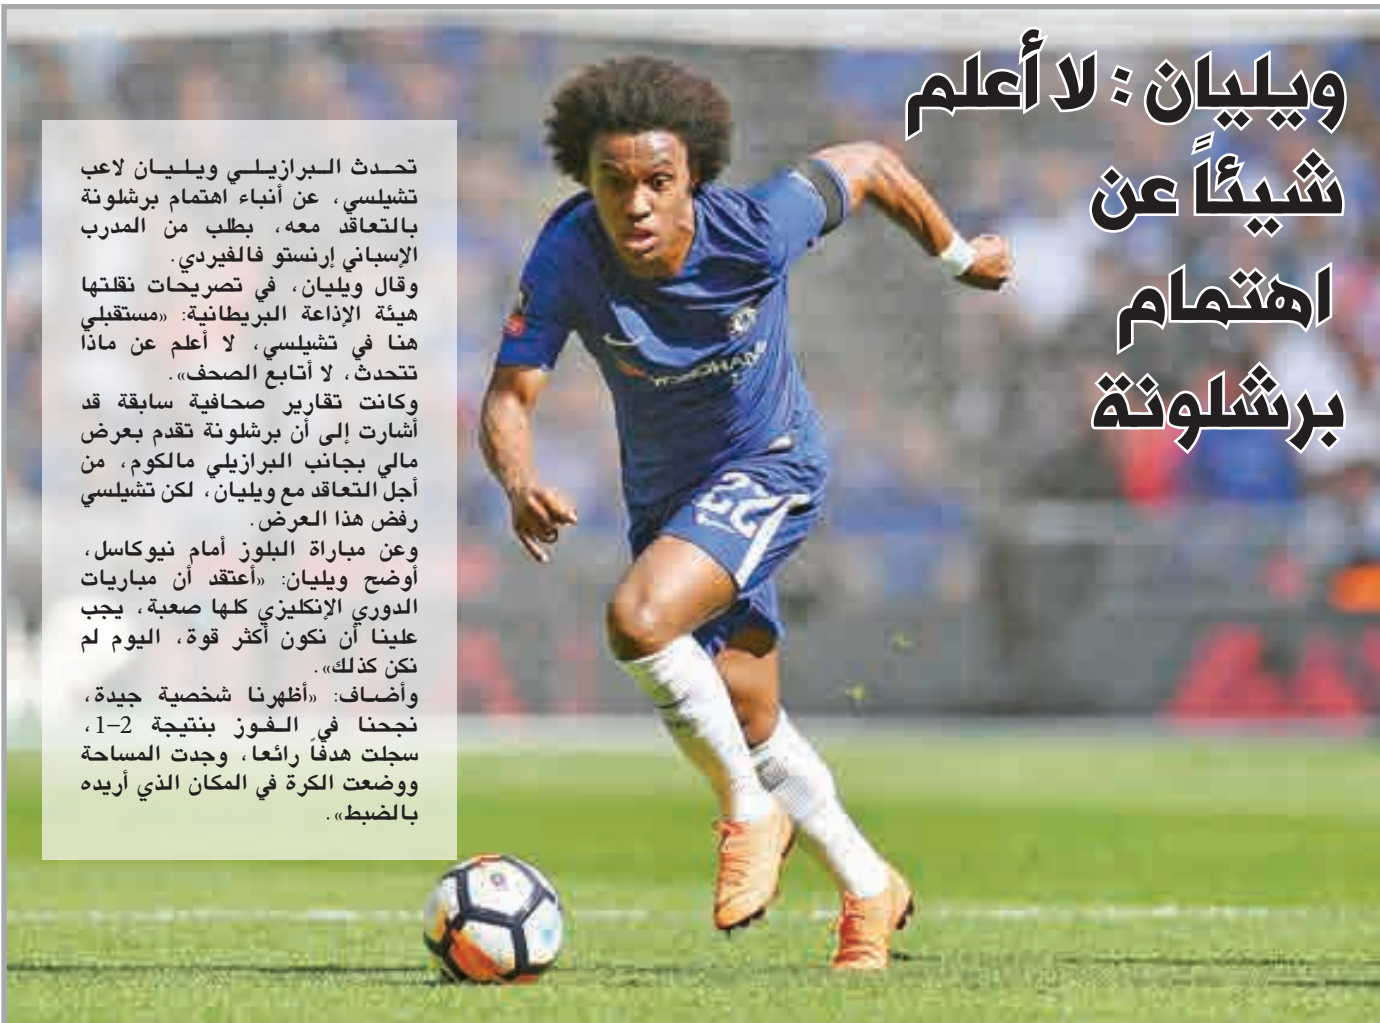 ويليان : لا أعلم
شيئاً عن
اهتمام
برشلونة
تحدث البرازيلي ويليان لاعب
تشيلسي، عن أنباء اهتمام برشلونة
بالتعاقد معه، بطلب من المدرب
الإسباني إرنستو فالفيردي.
وقال ويليان، في تصريحات نقلتها
هيئة الإذاعة البريطانية: «مستقبلي
هنا في تشيلسي، لا أعلم عن ماذا
تتحدث، لا أتابع الصحف».
وكانت تقارير صحافية سابقة قد
أشارت إلى أن برشلونة تقدم بعرض
مالي بجانب البرازيلي مالكوم، من
أجل التعاقد مع ويليان، لكن تشيلسي
رفض هذا العرض.
وعن مباراة البلوز أمام نيوكاسل،
أوضح ويليان: «أعتقد أن مباريات
الدوري الإنكليزي كلها صعبة، يجب
علينا أن نكون أكثر قوة، اليوم لم
نكن كذلك».
وأضاف: «أظهرنا شخصية جيدة،
نجحنا في الفوز بنتيجة 2–1،
سجلت هدفاً رائعا، وجدت المساحة
ووضعت الكرة في المكان الذي أريده
بالضبط».
22